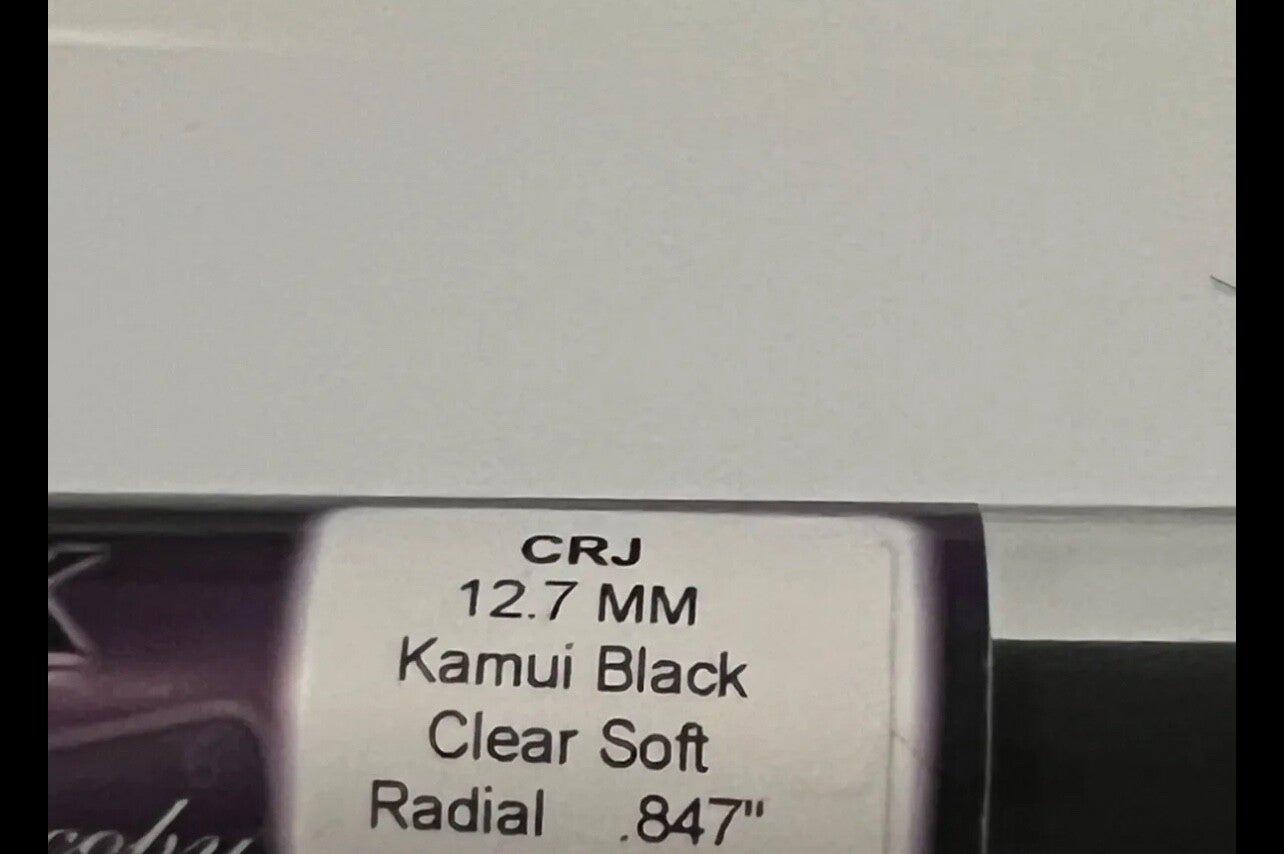 CRJ
12.7 MM
Kamui Black
Clear Soft
Radial .847"